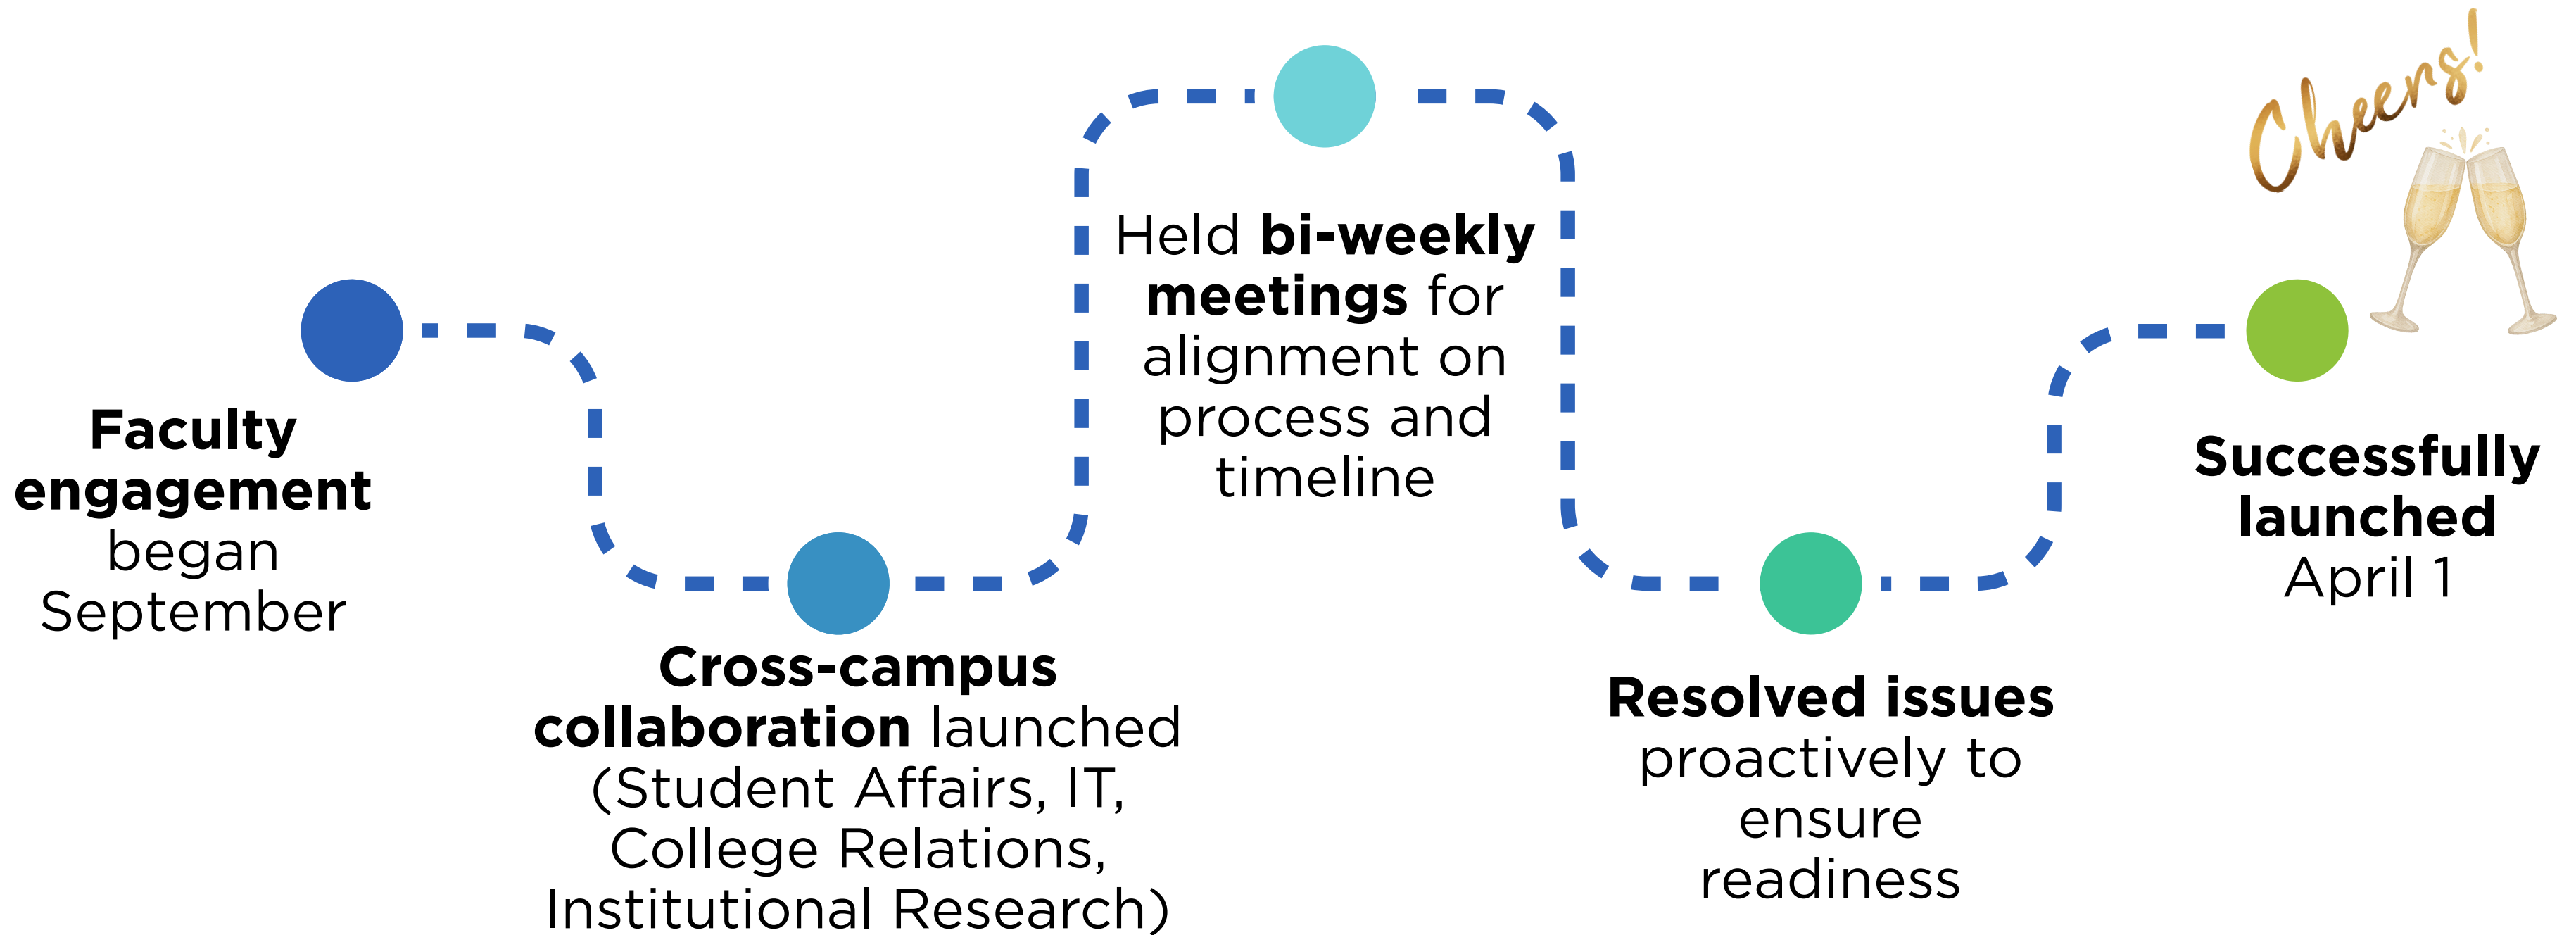 Faculty
engagement
began
September
Cross-campus
collaboration launched
(Student Affairs, IT,
College Relations,
Institutional Research)
Held bi-weekly
meetings for
alignment on
process and
timeline
Resolved issues
proactively to
ensure
readiness
Cheers!
Successfully
launched
April 1